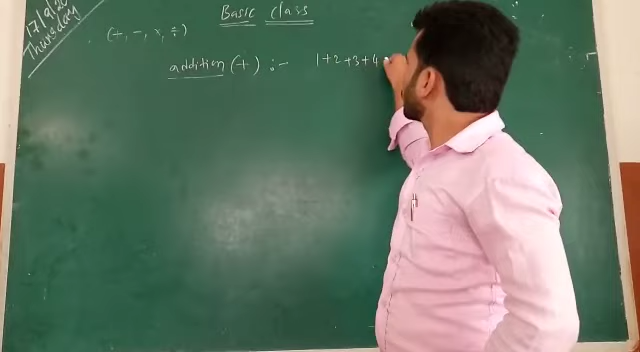 17/9/20
Thursday
Basic class
(+, -, x, ÷)
addition (+) :- 1+2+3+4